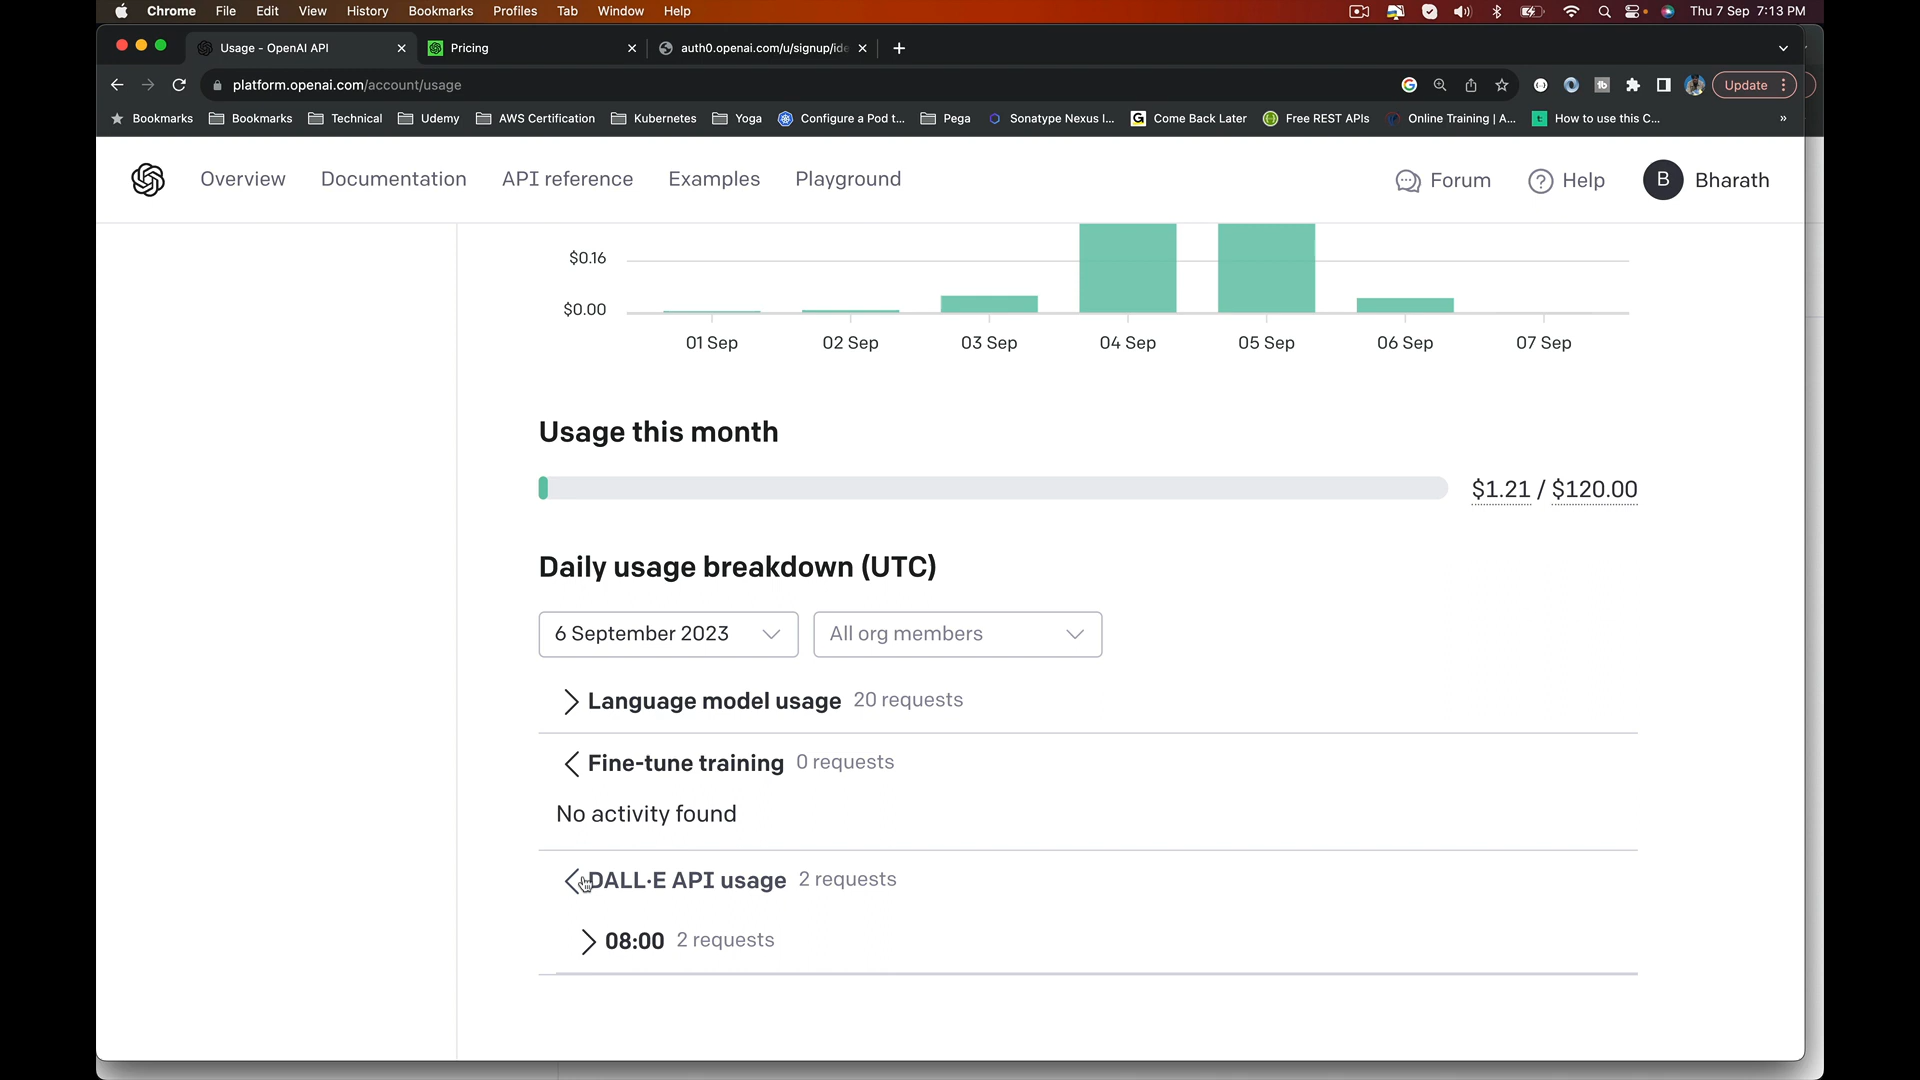 Chrome File Edit View History Bookmarks Profiles Tab Window Help Thu 7 Sep 7:13 PM
Usage - OpenAI API Pricing auth0.openai.com/u/signup/ide
platform.openai.com/account/usage Update
Bookmarks Bookmarks Technical Udemy AWS Certification Kubernetes Yoga Configure a Pod t... Pega Sonatype Nexus I... Come Back Later Free REST APIs Online Training | A... How to use this C... »
Overview Documentation API reference Examples Playground Forum Help B Bharath
$0.16
$0.00
01 Sep 02 Sep 03 Sep 04 Sep 05 Sep 06 Sep 07 Sep
Usage this month
$1.21 / $120.00
Daily usage breakdown (UTC)
6 September 2023 All org members
Language model usage 20 requests
Fine-tune training 0 requests
No activity found
DALL·E API usage 2 requests
08:00 2 requests